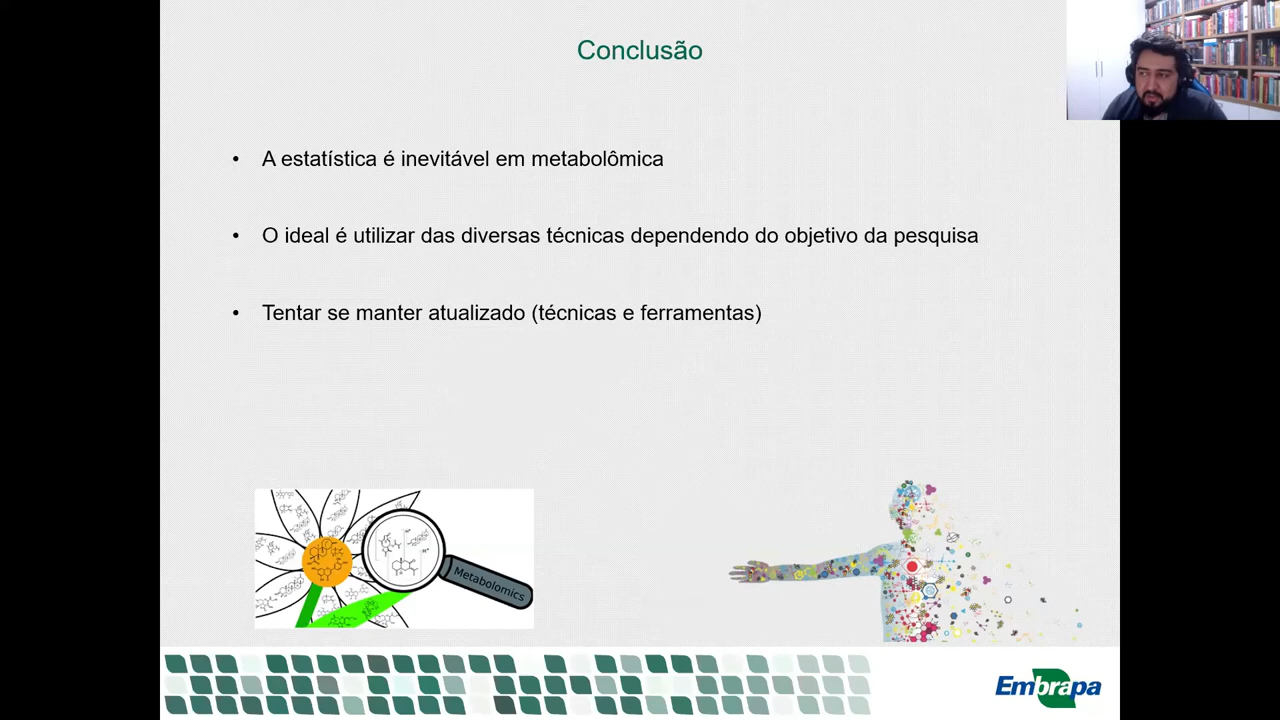 Conclusão
• A estatística é inevitável em metabolômica
• O ideal é utilizar das diversas técnicas dependendo do objetivo da pesquisa
• Tentar se manter atualizado (técnicas e ferramentas)
Metabolomics
Embrapa